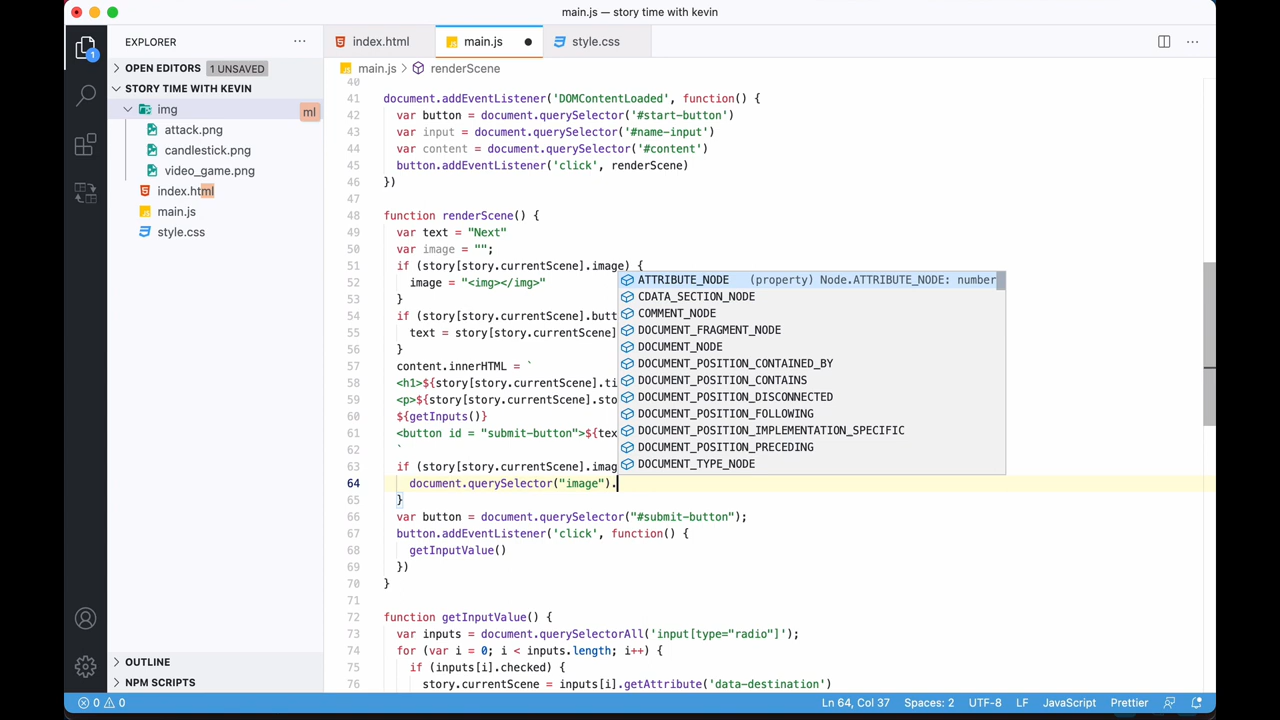 main.js — story time with kevin
EXPLORER
index.html
main.js
style.css
OPEN EDITORS 1 UNSAVED
main.js > renderScene
STORY TIME WITH KEVIN
img
ml
attack.png
candlestick.png
video_game.png
index.html
main.js
style.css
1
40
41 document.addEventListener('DOMContentLoaded', function() {
42 var button = document.querySelector('#start-button')
43 var input = document.querySelector('#name-input')
44 var content = document.querySelector('#content')
45 button.addEventListener('click', renderScene)
46 })
47
48 function renderScene() {
49 var text = "Next"
50 var image = "";
51 if (story[story.currentScene].image) {
52 image = "<img></img>"
53 }
54 if (story[story.currentScene].butt
55 text = story[story.currentScene]
56 }
57 content.innerHTML = `
58 <h1>${story[story.currentScene].ti
59 <p>${story[story.currentScene].sto
60 ${getInputs()}
61 <button id = "submit-button">${tex
62 `
63 if (story[story.currentScene].imag
64 document.querySelector("image").
65 }
66 var button = document.querySelector("#submit-button");
67 button.addEventListener('click', function() {
68 getInputValue()
69 })
70 }
71
72 function getInputValue() {
73 var inputs = document.querySelectorAll('input[type="radio"]');
74 for (var i = 0; i < inputs.length; i++) {
75 if (inputs[i].checked) {
76 story.currentScene = inputs[i].getAttribute('data-destination')
ATTRIBUTE_NODE (property) Node.ATTRIBUTE_NODE: number
CDATA_SECTION_NODE
COMMENT_NODE
DOCUMENT_FRAGMENT_NODE
DOCUMENT_NODE
DOCUMENT_POSITION_CONTAINED_BY
DOCUMENT_POSITION_CONTAINS
DOCUMENT_POSITION_DISCONNECTED
DOCUMENT_POSITION_FOLLOWING
DOCUMENT_POSITION_IMPLEMENTATION_SPECIFIC
DOCUMENT_POSITION_PRECEDING
DOCUMENT_TYPE_NODE
OUTLINE
NPM SCRIPTS
0 0 Ln 64, Col 37 Spaces: 2 UTF-8 LF JavaScript Prettier